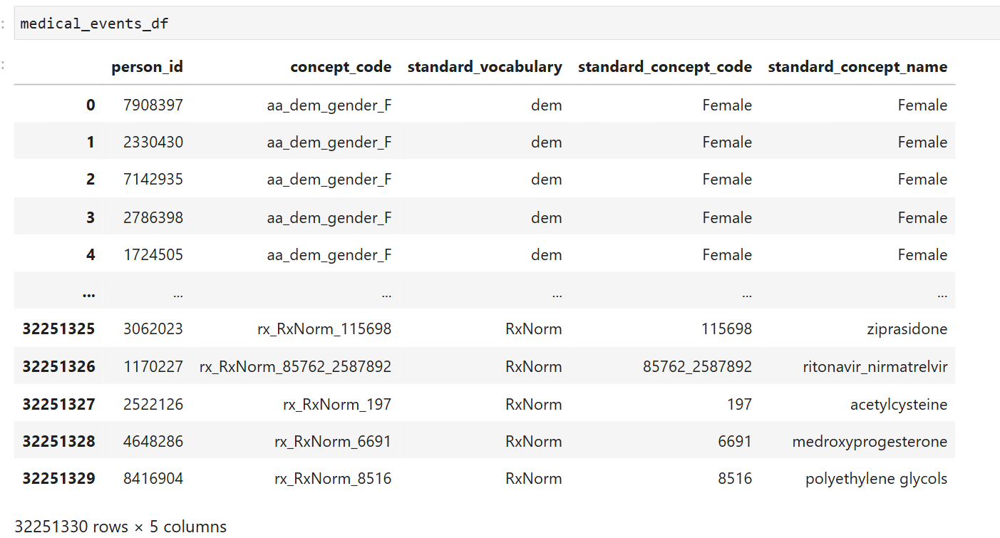 : medical_events_df
:
person_id concept_code standard_vocabulary standard_concept_code standard_concept_name
0 7908397 aa_dem_gender_F dem Female Female
1 2330430 aa_dem_gender_F dem Female Female
2 7142935 aa_dem_gender_F dem Female Female
3 2786398 aa_dem_gender_F dem Female Female
4 1724505 aa_dem_gender_F dem Female Female
... ... ... ... ... ...
32251325 3062023 rx_RxNorm_115698 RxNorm 115698 ziprasidone
32251326 1170227 rx_RxNorm_85762_2587892 RxNorm 85762_2587892 ritonavir_nirmatrelvir
32251327 2522126 rx_RxNorm_197 RxNorm 197 acetylcysteine
32251328 4648286 rx_RxNorm_6691 RxNorm 6691 medroxyprogesterone
32251329 8416904 rx_RxNorm_8516 RxNorm 8516 polyethylene glycols
32251330 rows × 5 columns